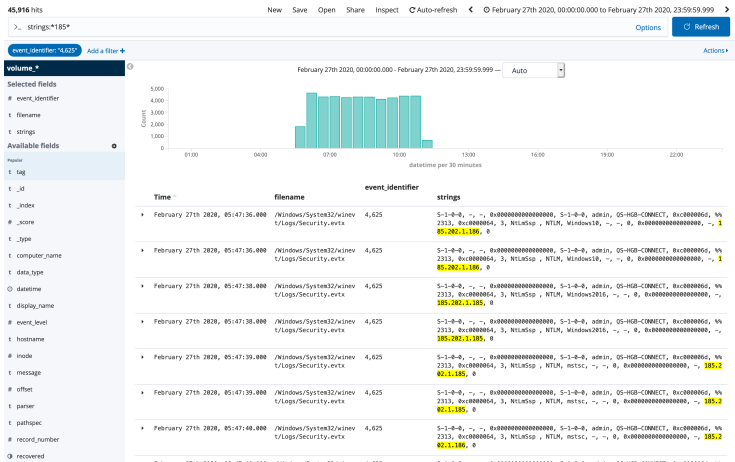 45,916 hits
New Save Open Share Inspect Auto-refresh February 27th 2020, 00:00:00.000 to February 27th 2020, 23:59:59.999
>_ strings:*185*
Options Refresh
event_identifier: "4,625" Add a filter +
Actions
volume_*
Selected fields
# event_identifier
t filename
t strings
Available fields
Popular
t tag
t _id
t _index
# _score
t _type
t computer_name
t data_type
datetime
t display_name
# event_level
t hostname
# inode
t message
# offset
t parser
t pathspec
# record_number
recovered
February 27th 2020, 00:00:00.000 - February 27th 2020, 23:59:59.999 — Auto
Count
5,000
4,000
3,000
2,000
1,000
0
01:00 04:00 07:00 10:00 13:00 16:00 19:00 22:00
datetime per 30 minutes
Time filename event_identifier strings
February 27th 2020, 05:47:36.000 /Windows/System32/winev 4,625 S-1-0-0, -, -, 0x0000000000000000, S-1-0-0, admin, QS-HGB-CONNECT, 0xc000006d, %%
t/Logs/Security.evtx 2313, 0xc0000064, 3, NtLmSsp , NTLM, Windows10, -, -, 0, 0x0000000000000000, -, 1
85.202.1.186, 0
February 27th 2020, 05:47:36.000 /Windows/System32/winev 4,625 S-1-0-0, -, -, 0x0000000000000000, S-1-0-0, admin, QS-HGB-CONNECT, 0xc000006d, %%
t/Logs/Security.evtx 2313, 0xc0000064, 3, NtLmSsp , NTLM, Windows10, -, -, 0, 0x0000000000000000, -, 1
85.202.1.186, 0
February 27th 2020, 05:47:38.000 /Windows/System32/winev 4,625 S-1-0-0, -, -, 0x0000000000000000, S-1-0-0, admin, QS-HGB-CONNECT, 0xc000006d, %%
t/Logs/Security.evtx 2313, 0xc0000064, 3, NtLmSsp , NTLM, Windows2016, -, -, 0, 0x0000000000000000, -,
185.202.1.185, 0
February 27th 2020, 05:47:38.000 /Windows/System32/winev 4,625 S-1-0-0, -, -, 0x0000000000000000, S-1-0-0, admin, QS-HGB-CONNECT, 0xc000006d, %%
t/Logs/Security.evtx 2313, 0xc0000064, 3, NtLmSsp , NTLM, Windows2016, -, -, 0, 0x0000000000000000, -,
185.202.1.185, 0
February 27th 2020, 05:47:39.000 /Windows/System32/winev 4,625 S-1-0-0, -, -, 0x0000000000000000, S-1-0-0, admin, QS-HGB-CONNECT, 0xc000006d, %%
t/Logs/Security.evtx 2313, 0xc0000064, 3, NtLmSsp , NTLM, mstsc, -, -, 0, 0x0000000000000000, -, 185.2
02.1.185, 0
February 27th 2020, 05:47:39.000 /Windows/System32/winev 4,625 S-1-0-0, -, -, 0x0000000000000000, S-1-0-0, admin, QS-HGB-CONNECT, 0xc000006d, %%
t/Logs/Security.evtx 2313, 0xc0000064, 3, NtLmSsp , NTLM, mstsc, -, -, 0, 0x0000000000000000, -, 185.2
02.1.185, 0
February 27th 2020, 05:47:40.000 /Windows/System32/winev 4,625 S-1-0-0, -, -, 0x0000000000000000, S-1-0-0, admin, QS-HGB-CONNECT, 0xc000006d, %%
t/Logs/Security.evtx 2313, 0xc0000064, 3, NtLmSsp , NTLM, mstsc, -, -, 0, 0x0000000000000000, -, 185.2
02.1.186, 0